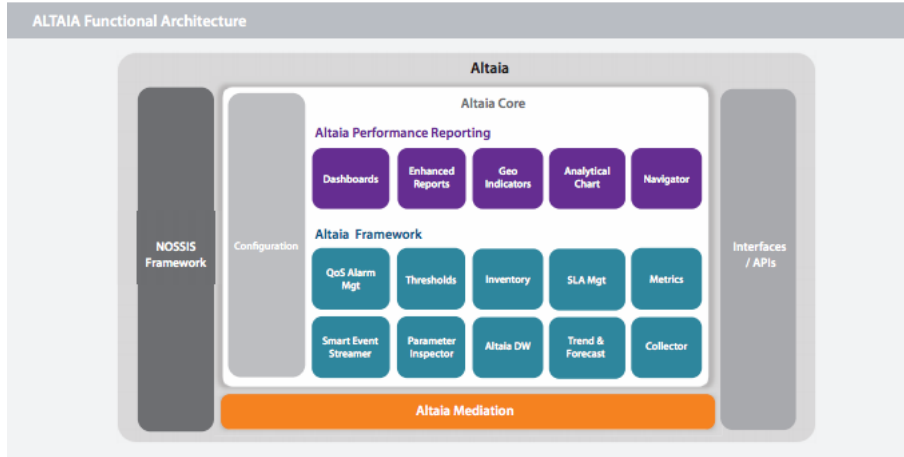 ALTAIA Functional Architecture
Altaia
Altaia Core
Altaia Performance Reporting
Dashboards
Enhanced
Reports
Geo
Indicators
Analytical
Chart
Navigator
NOSSIS
Framework
Configuration
Altaia Framework
QoS Alarm
Mgt
Thresholds
Inventory
SLA Mgt
Metrics
Smart Event
Streamer
Parameter
Inspector
Altaia DW
Trend &
Forecast
Collector
Interfaces
/ APIs
Altaia Mediation